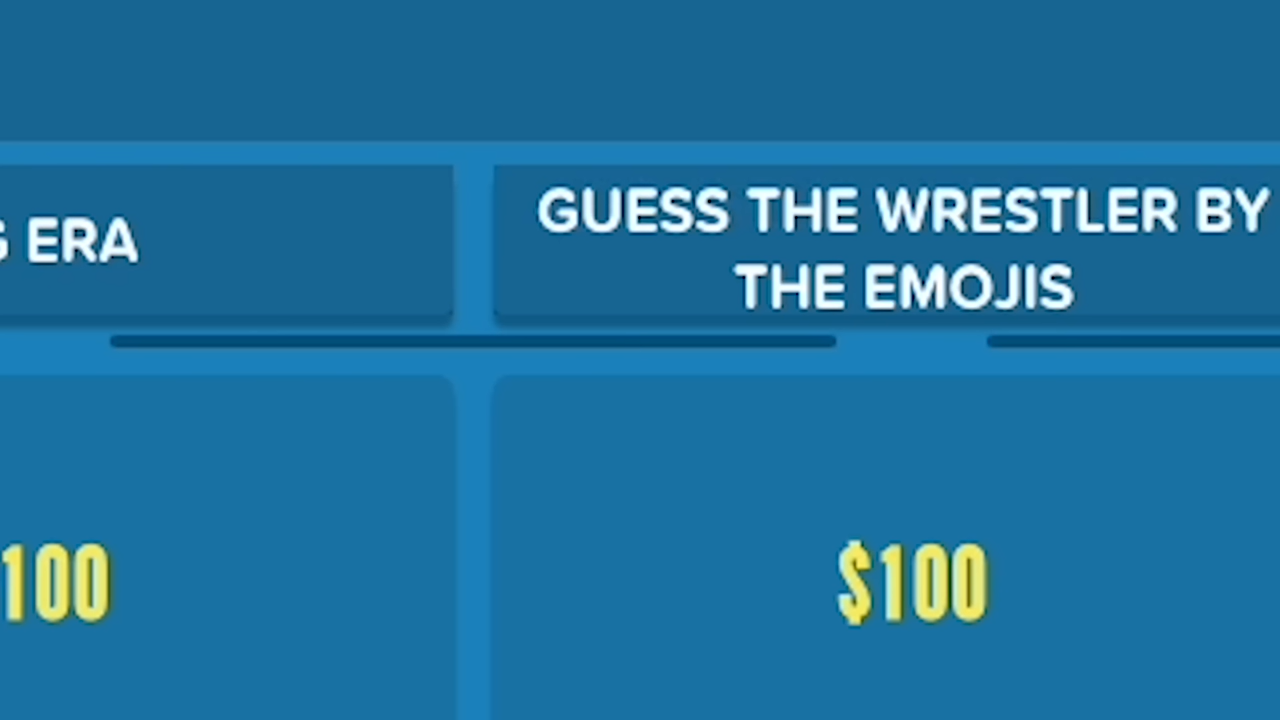 ERA
GUESS THE WRESTLER BY
THE EMOJIS
100
$100